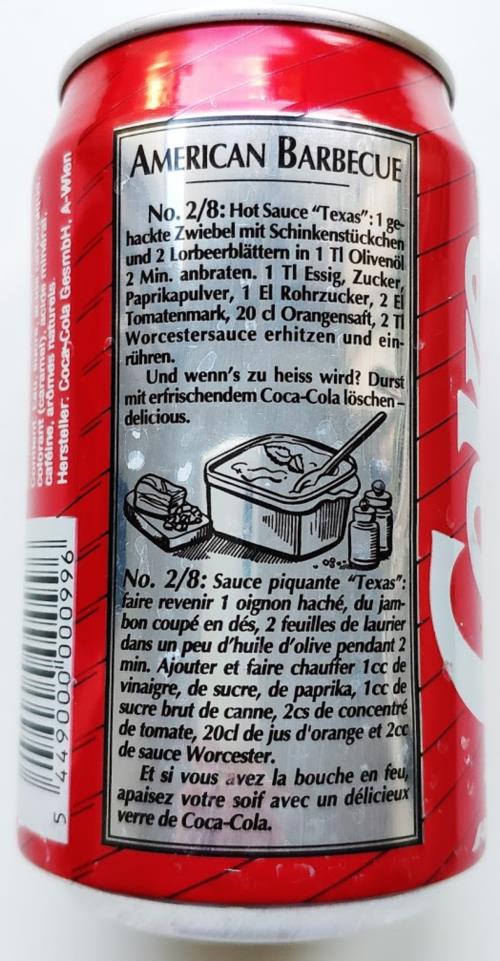 AMERICAN BARBECUE
No. 2/8: Hot Sauce "Texas": 1 ge-
hackte Zwiebel mit Schinkenstückchen
und 2 Lorbeerblättern in 1 Tl Olivenöl
2 Min. anbraten. 1 Tl Essig, Zucker,
Paprikapulver, 1 El Rohrzucker, 2 El
Tomatenmark, 20 cl Orangensaft, 2 Tl
Worcestersauce erhitzen und ein-
rühren.
Und wenn's zu heiss wird? Durst
mit erfrischendem Coca-Cola löschen –
delicious.
No. 2/8: Sauce piquante "Texas":
faire revenir 1 oignon haché, du jam-
bon coupé en dés, 2 feuilles de laurier
dans un peu d'huile d'olive pendant 2
min. Ajouter et faire chauffer 1cc de
vinaigre, de sucre, de paprika, 1cc de
sucre brut de canne, 2cs de concentré
de tomate, 20cl de jus d'orange et 2cc
de sauce Worcester.
Et si vous avez la bouche en feu,
apaisez votre soif avec un délicieux
verre de Coca-Cola.
colorant (caramel), acide minéral,
caféine, arômes naturels.
Hersteller: Coca-Cola GesmbH, A-Wien
5 449000 000996